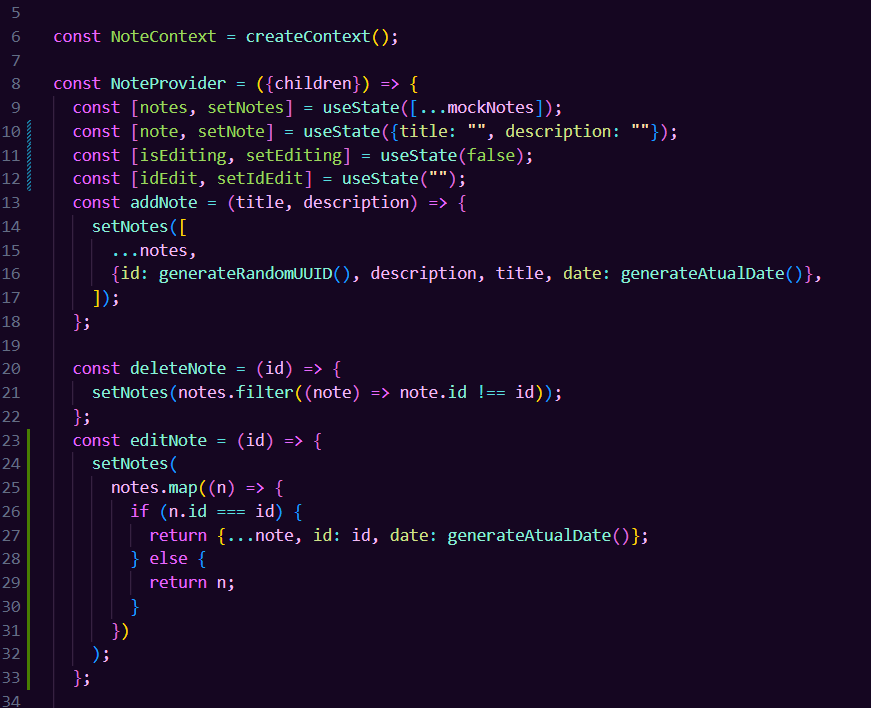 5
6 const NoteContext = createContext();
7
8 const NoteProvider = ({children}) => {
9 const [notes, setNotes] = useState([...mockNotes]);
10 const [note, setNote] = useState({title: "", description: ""});
11 const [isEditing, setEditing] = useState(false);
12 const [idEdit, setIdEdit] = useState("");
13 const addNote = (title, description) => {
14 setNotes([
15 ...notes,
16 {id: generateRandomUUID(), description, title, date: generateAtualDate()},
17 ]);
18 };
19
20 const deleteNote = (id) => {
21 setNotes(notes.filter((note) => note.id !== id));
22 };
23 const editNote = (id) => {
24 setNotes(
25 notes.map((n) => {
26 if (n.id === id) {
27 return {...note, id: id, date: generateAtualDate()};
28 } else {
29 return n;
30 }
31 })
32 );
33 };
34